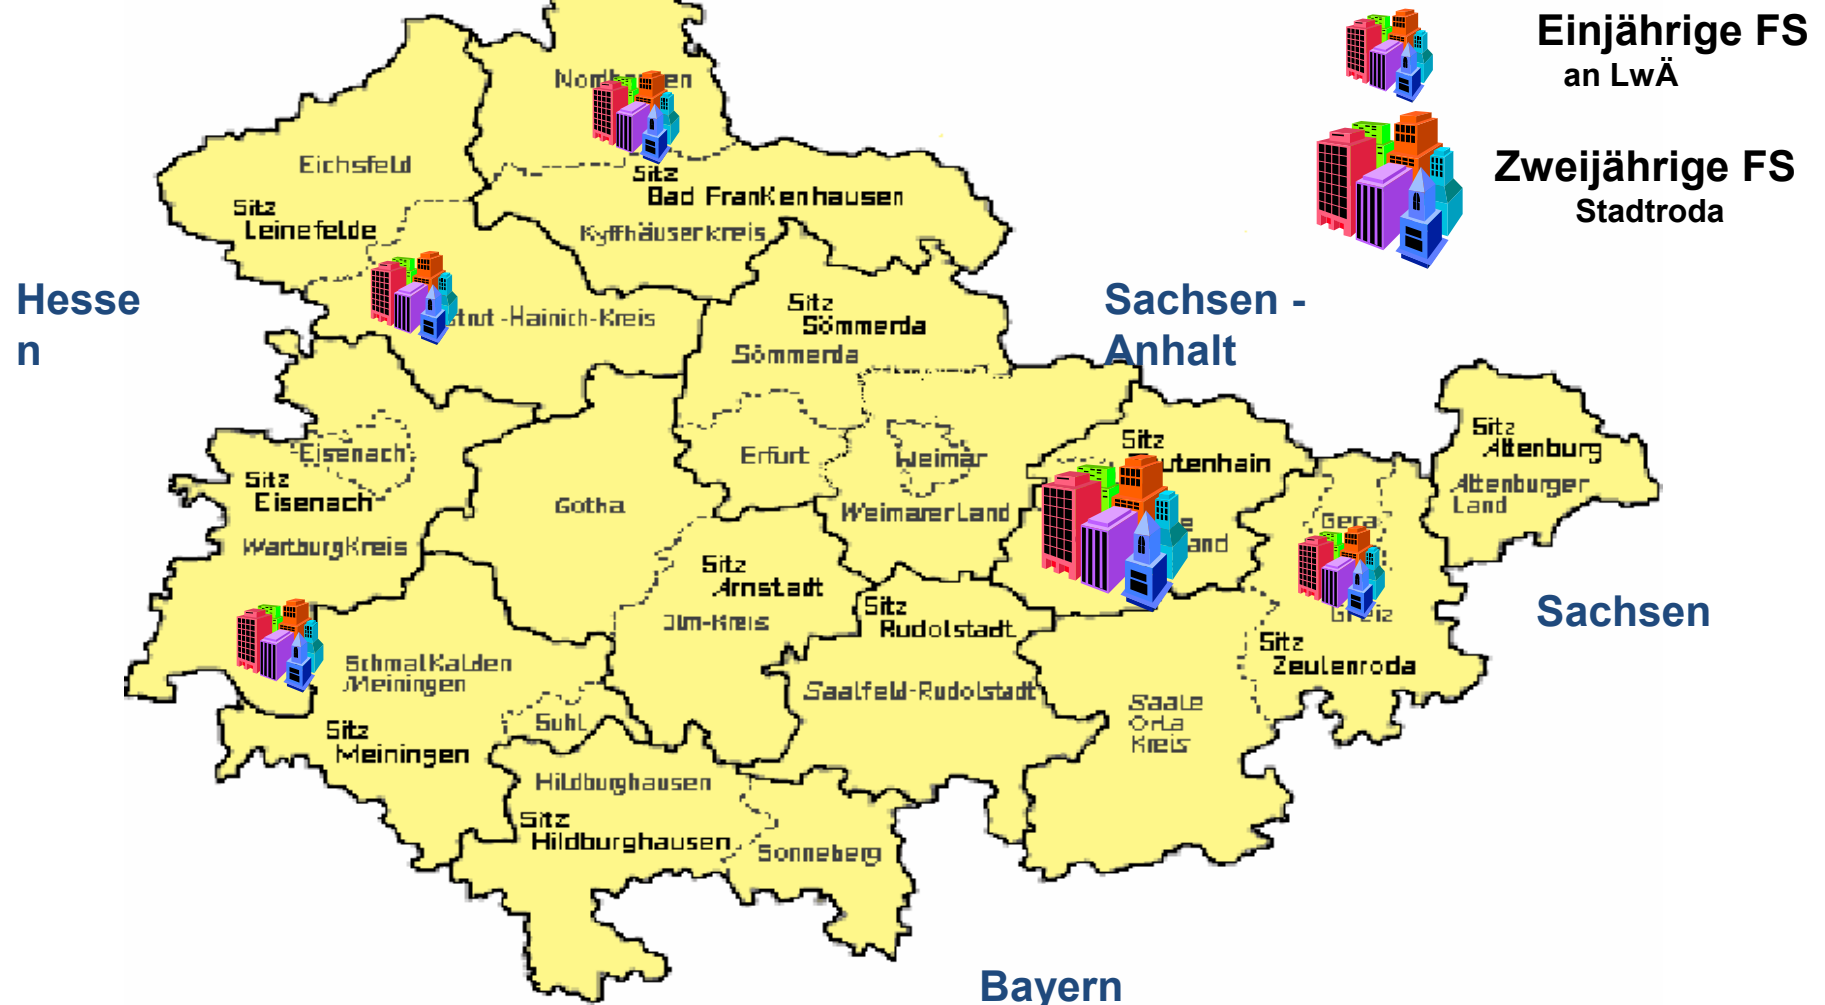 Einjährige FS
an LwÄ
Zweijährige FS
Stadtroda
Eichsfeld
Sitz
Leinefelde
Sitz
Bad Frankenhausen
Kyffhäuserkreis
Hesse
n
-Hainich-Kreis
Sitz
Sömmerda
Sömmerda
Sachsen -
Anhalt
Eisenach
Sitz
Eisenach
Wartburgkreis
Gotha
Erfurt
Weimar
Weimarer Land
Sitz
Sitz
Altenburg
Altenburger
Land
Gera
Sitz
Arnstadt
Ilm-Kreis
Sitz
Rudolstadt
Saalfeld-Rudolstadt
Sachsen
Sitz
Zeulenroda
Saale
Orla
Kreis
Schmalkalden
Meiningen
Sitz
Meiningen
Suhl
Hildburghausen
Sitz
Hildburghausen
Sonneberg
Bayern